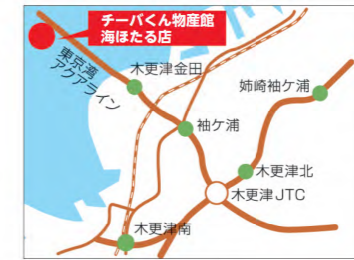 チーバくん物産館
海ほたる店
東京湾
アクアライン
木更津金田
姉崎袖ケ浦
袖ケ浦
木更津北
木更津JTC
木更津南